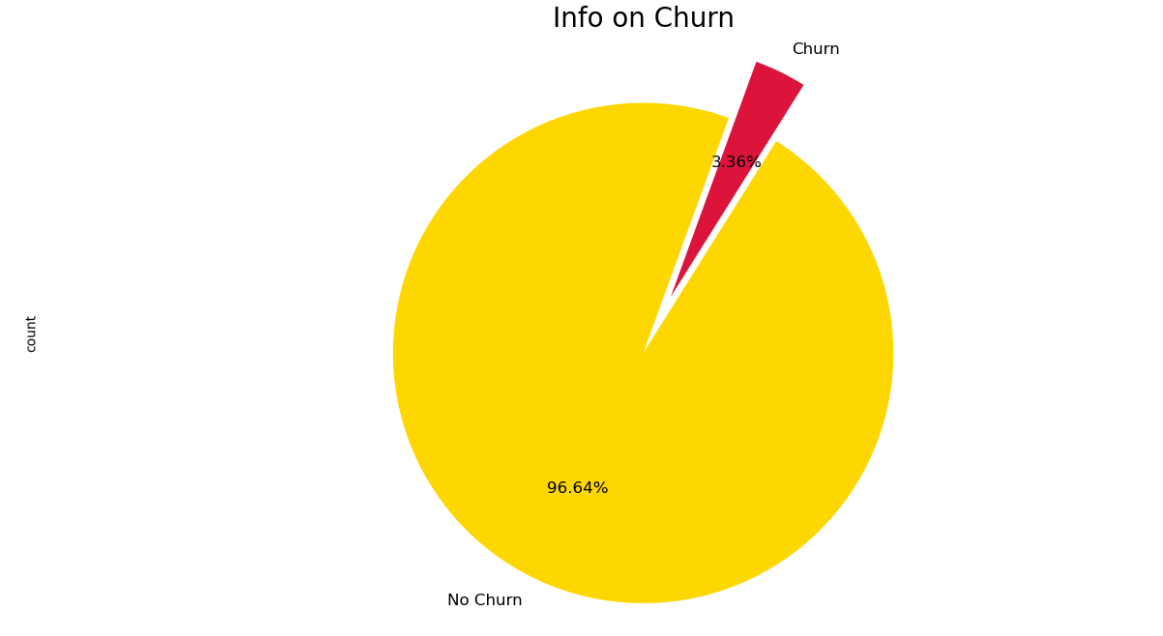 Info on Churn
Churn
3.36%
count
96.64%
No Churn